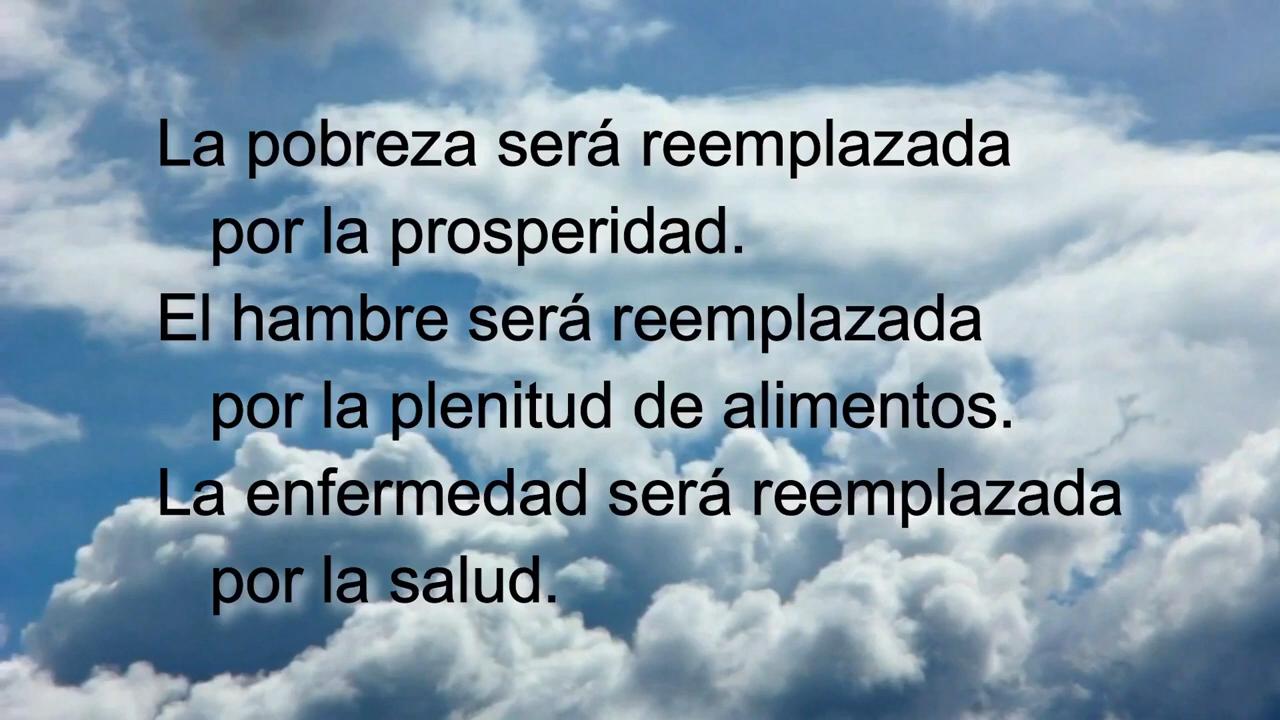 La pobreza será reemplazada
por la prosperidad.
El hambre será reemplazada
por la plenitud de alimentos.
La enfermedad será reemplazada
por la salud.